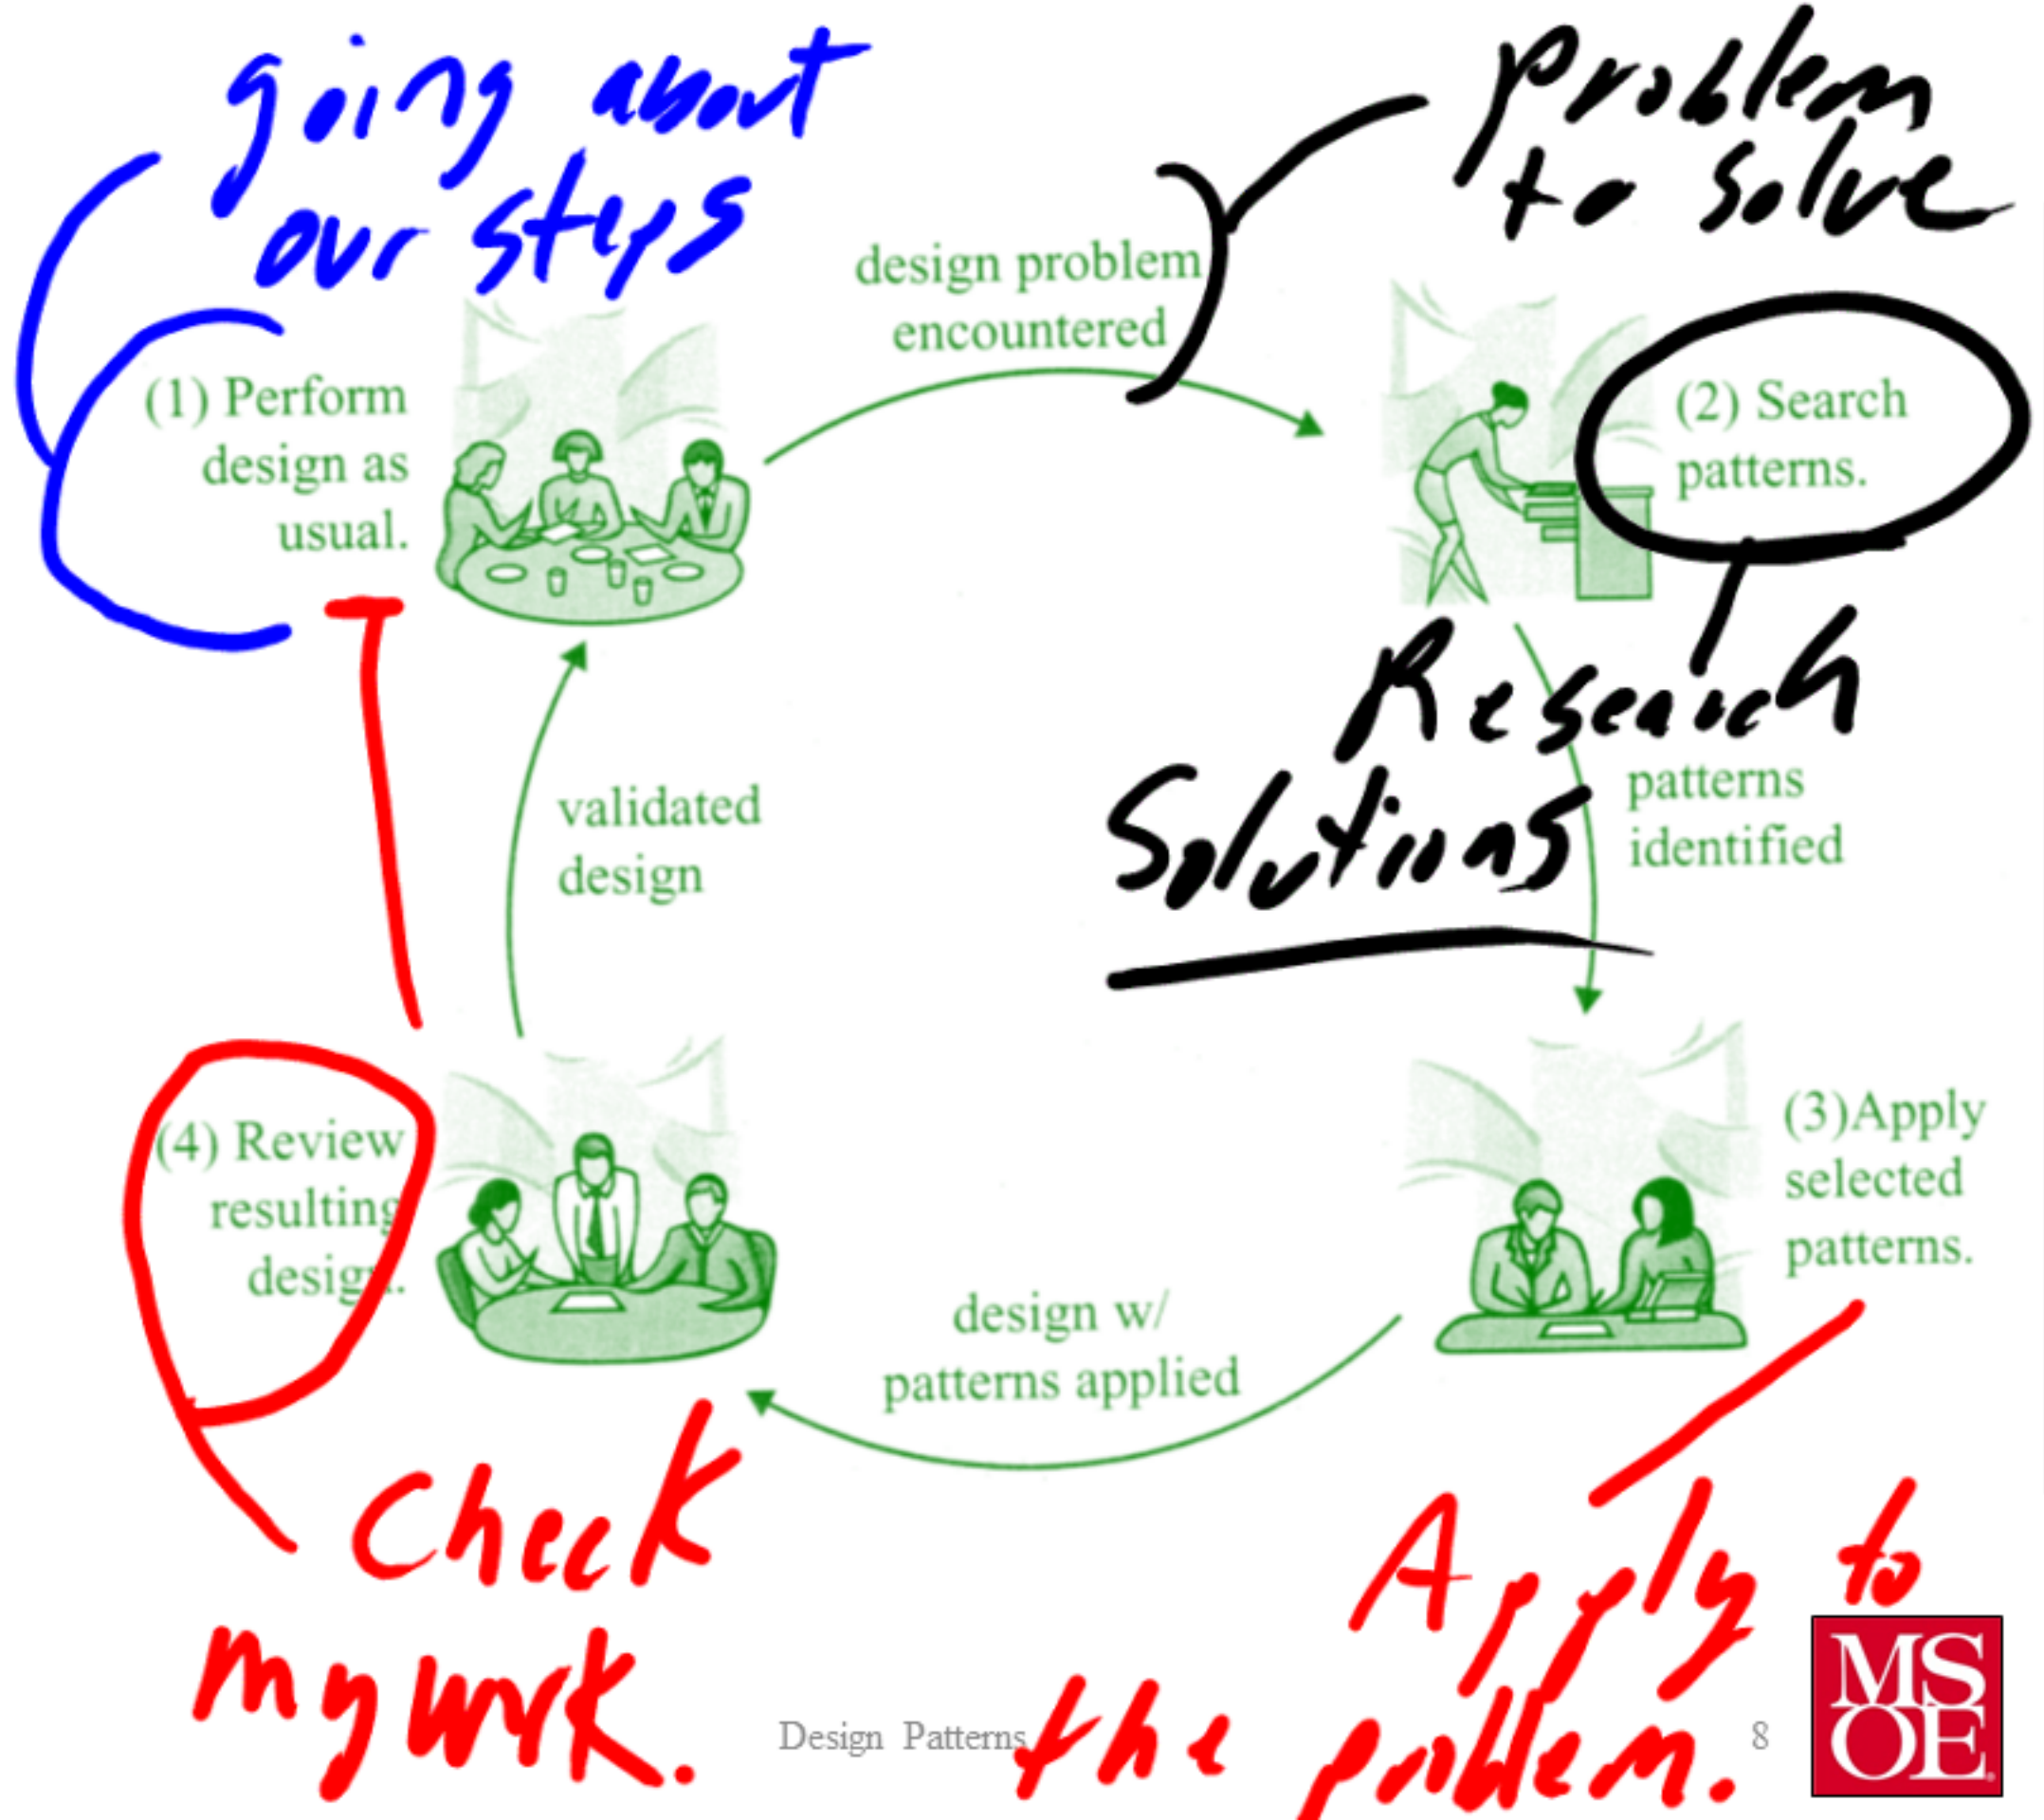 going about
our steps
problem
to solve
design problem
encountered
(1) Perform
design as
usual.
(2) Search
patterns.
Research
Solutions
patterns
identified
validated
design
(4) Review
resulting
design.
(3)Apply
selected
patterns.
design w/
patterns applied
Check
my work.
Apply to
the problem.
Design Patterns
8
MS
OE